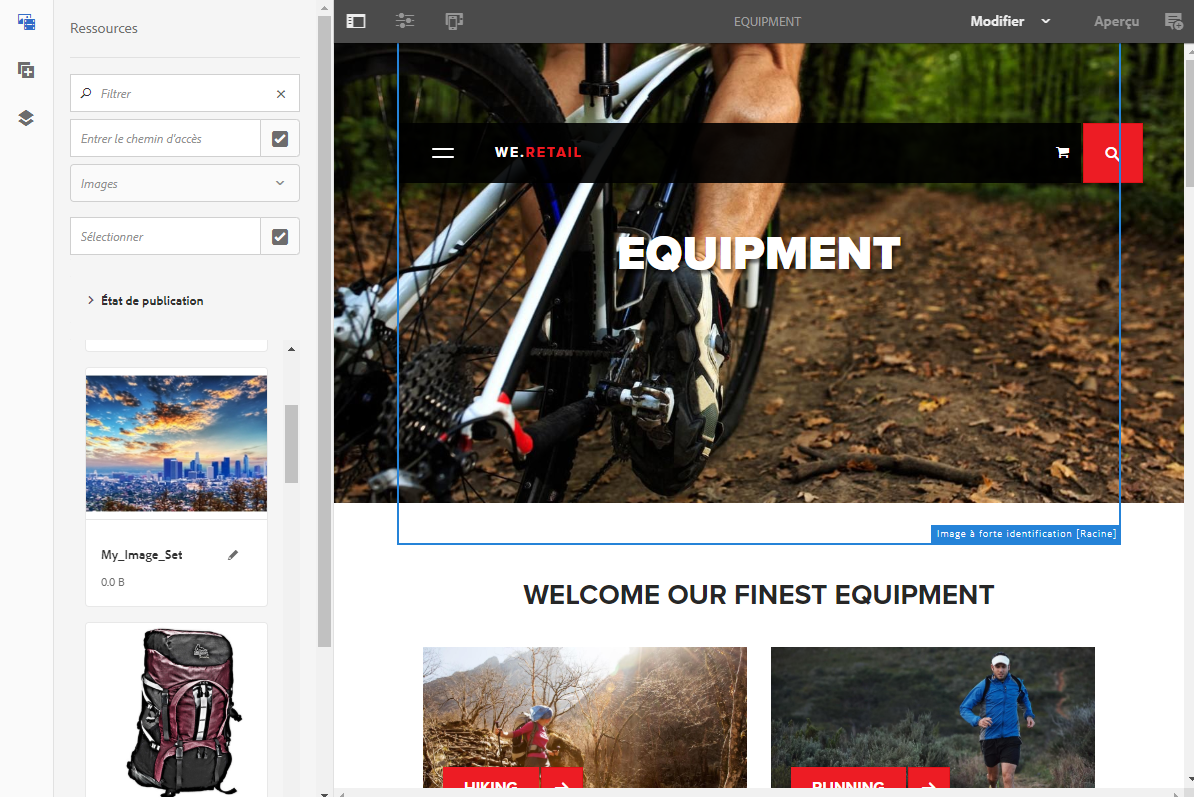 Ressources
Filtrer
Entrer le chemin d'accès
Images
Sélectionner
État de publication
My_Image_Set
0.0 B
EQUIPMENT
Modifier
Aperçu
WE.RETAIL
EQUIPMENT
Image à forte identification [Racine]
WELCOME OUR FINEST EQUIPMENT
HIKING
RUNNING